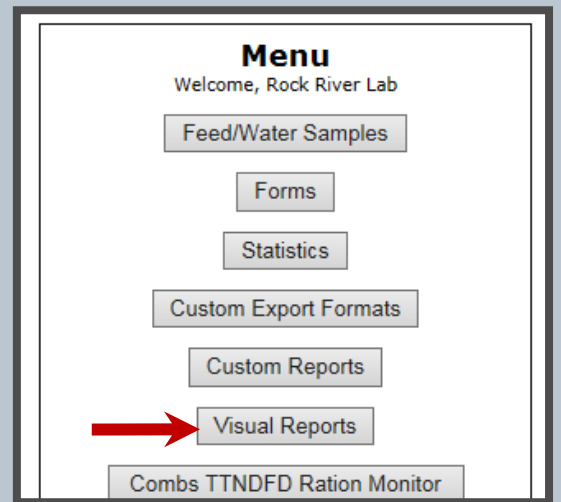 Menu
Welcome, Rock River Lab
Feed/Water Samples
Forms
Statistics
Custom Export Formats
Custom Reports
Visual Reports
Combs TTNDFD Ration Monitor